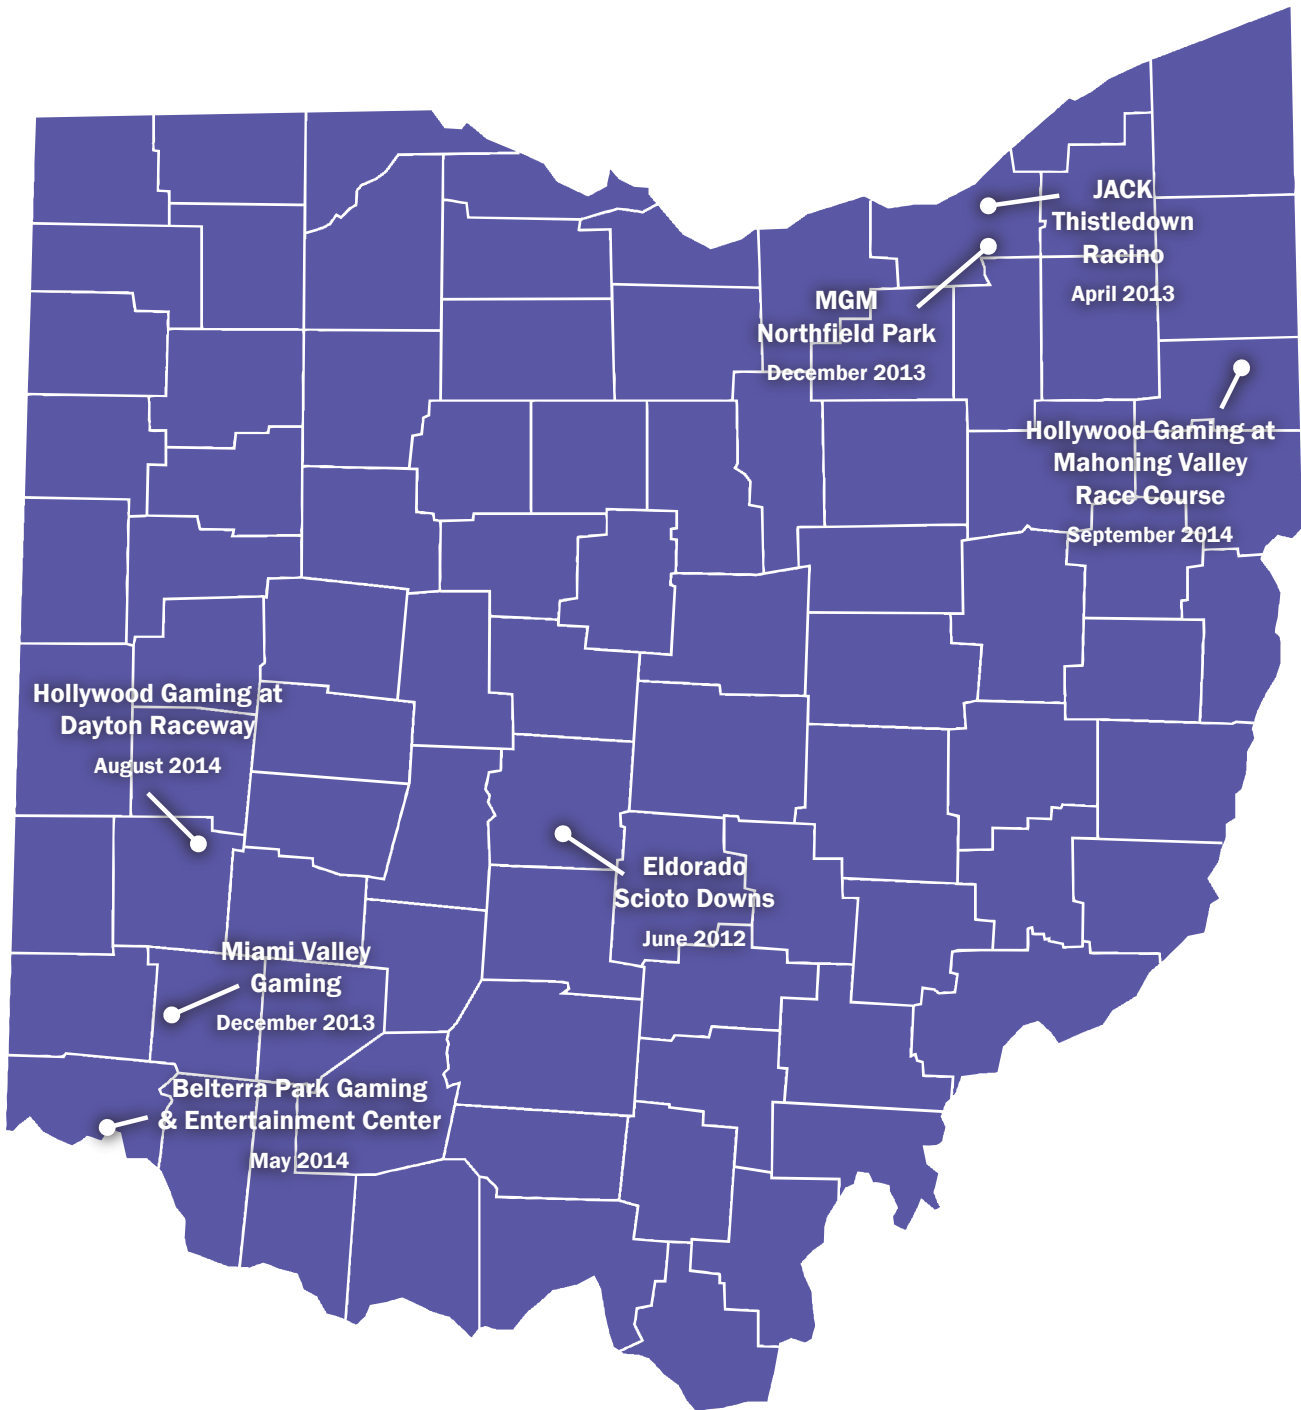 JACK
Thistledown
Racino
April 2013
MGM
Northfield Park
December 2013
Hollywood Gaming at
Mahoning Valley
Race Course
September 2014
Hollywood Gaming at
Dayton Raceway
August 2014
Eldorado
Scioto Downs
June 2012
Miami Valley
Gaming
December 2013
Belterra Park Gaming
& Entertainment Center
May 2014